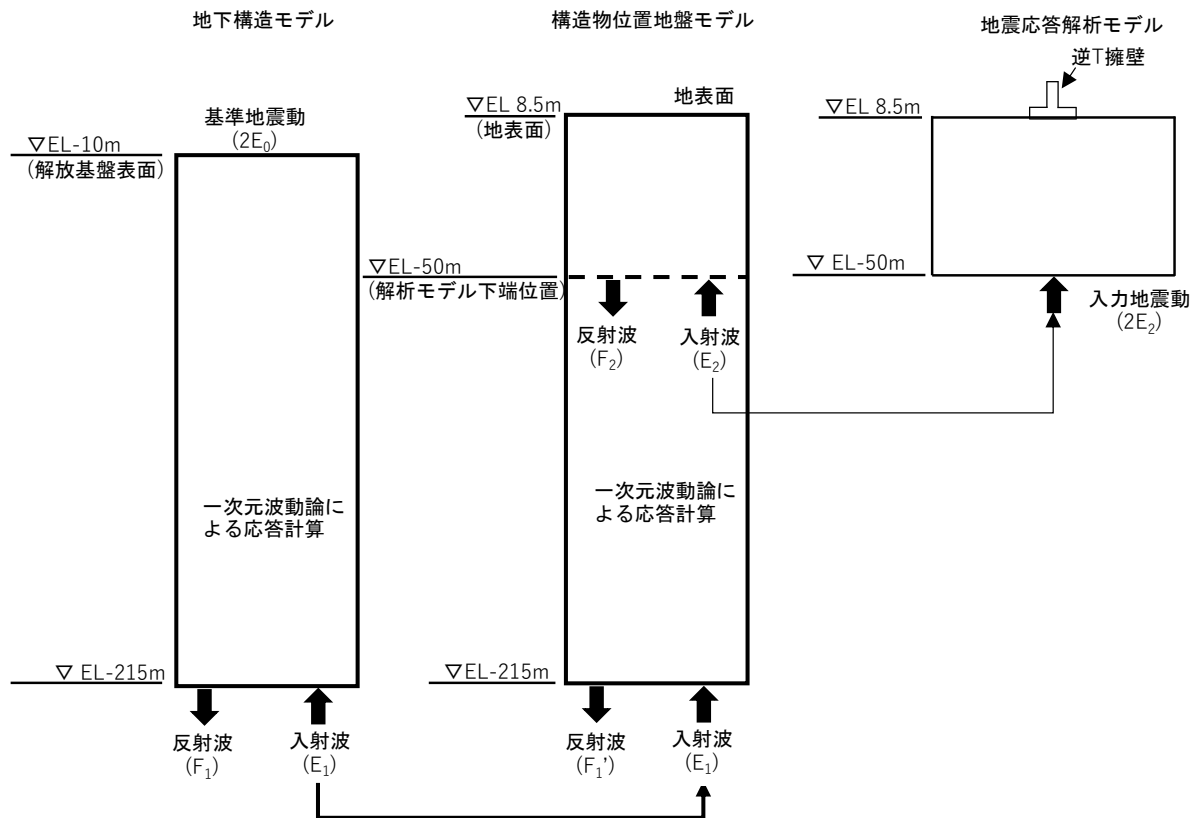 地下構造モデル
基準地震動
(2E₀)
▽EL-10m
(解放基盤表面)
一次元波動論に
よる応答計算
▽ EL-215m
反射波
(F₁)
入射波
(E₁)
構造物位置地盤モデル
▽EL 8.5m
(地表面)
地表面
▽EL-50m
(解析モデル下端位置)
反射波
(F₂)
入射波
(E₂)
一次元波動論に
よる応答計算
▽EL-215m
反射波
(F₁')
入射波
(E₁)
地震応答解析モデル
逆T擁壁
▽EL 8.5m
▽ EL-50m
入力地震動
(2E₂)